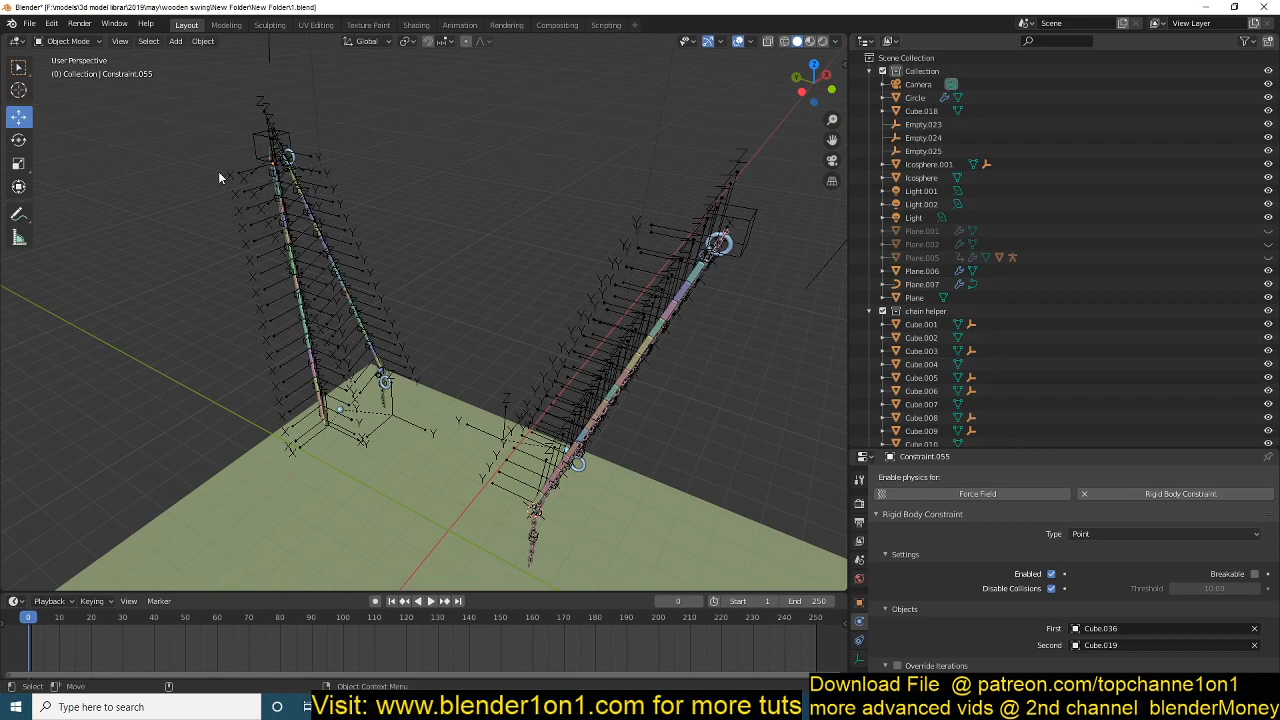 Blender* [F:\models\3d model librar\2019\may\wooden swing\New Folder\New Folder\1.blend]
File Edit Render Window Help Layout Modeling Sculpting UV Editing Texture Paint Shading Animation Rendering Compositing Scripting + Scene View Layer
Object Mode View Select Add Object Global
User Perspective
(0) Collection | Constraint.055
Scene Collection
Collection
Camera
Circle
Cube.018
Empty.023
Empty.024
Empty.025
Icosphere.001
Icosphere
Light.001
Light.002
Light
Plane.001
Plane.002
Plane.005
Plane.006
Plane.007
Plane
chain helper
Cube.001
Cube.002
Cube.003
Cube.004
Cube.005
Cube.006
Cube.007
Cube.008
Cube.009
Cube.010
Constraint.055
Enable physics for:
Force Field Rigid Body Constraint
Rigid Body Constraint
Type Point
Settings
Enabled Breakable
Disable Collisions Threshold 10.00
Objects
First Cube.036
Second Cube.019
Override Iterations
Playback Keying View Marker 0 Start 1 End 250
0 10 20 30 40 50 60 70 80 90 100 110 120 130 140 150 160 170 180 190 200 210 220 230 240 250
Select Move Object Context Menu
Type here to search
Visit: www.blender1on1.com for more tuts
Download File @ patreon.com/topchanne1on1
more advanced vids @ 2nd channel blenderMoney